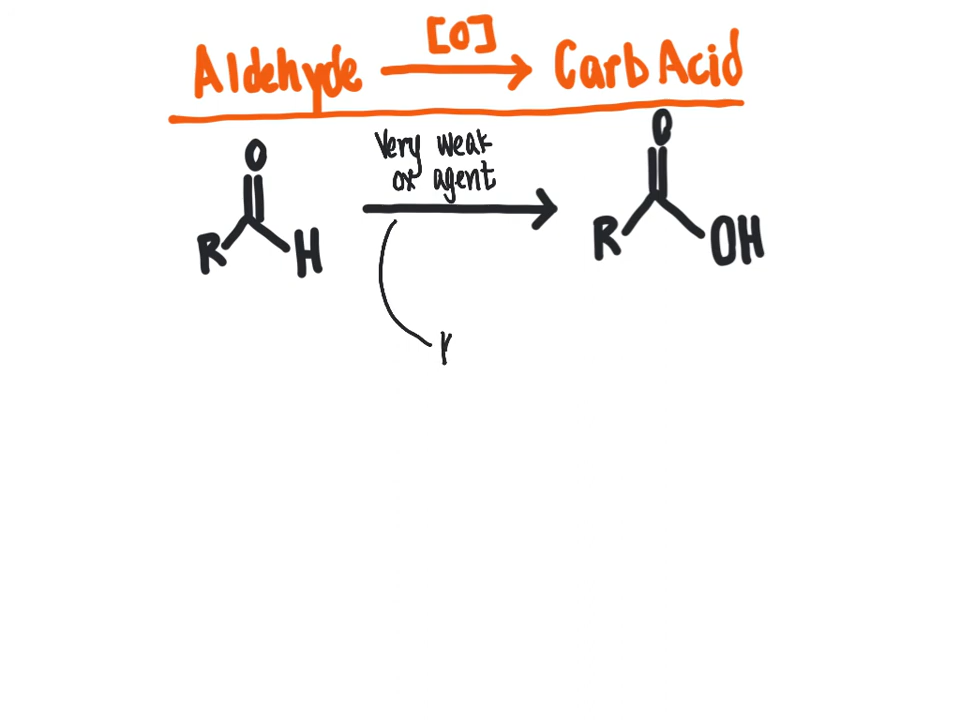 Aldehyde [O] Carb Acid
Very weak
ox agent
O
R H
O
R OH